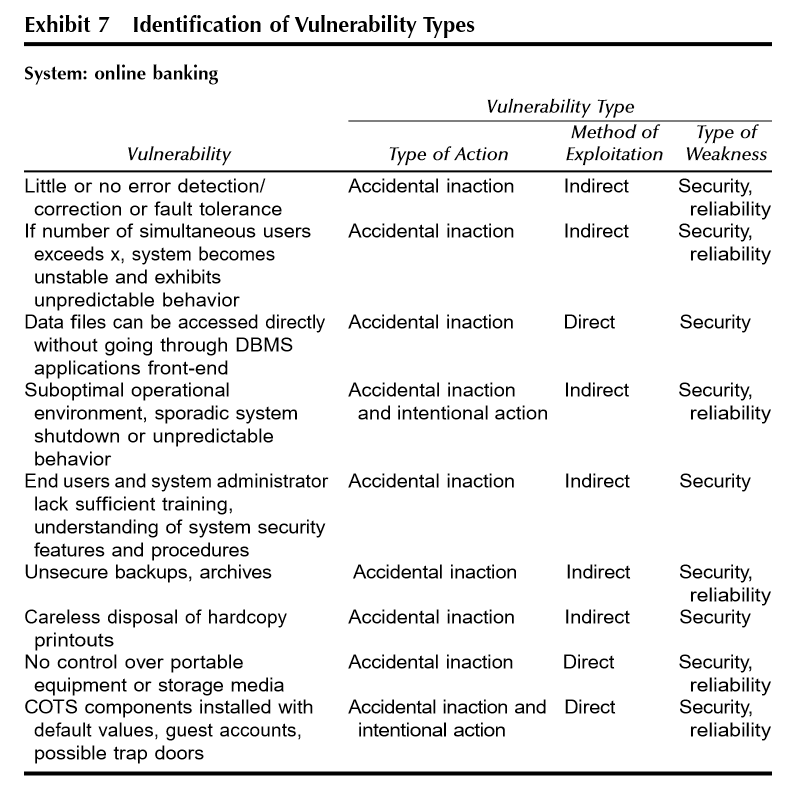 Exhibit 7 Identification of Vulnerability Types
System: online banking
Vulnerability Type
Method of Type of
Vulnerability Type of Action Exploitation Weakness
Little or no error detection/ Accidental inaction Indirect Security,
correction or fault tolerance reliability
If number of simultaneous users Accidental inaction Indirect Security,
exceeds x, system becomes reliability
unstable and exhibits
unpredictable behavior
Data files can be accessed directly Accidental inaction Direct Security
without going through DBMS
applications front-end
Suboptimal operational Accidental inaction Indirect Security,
environment, sporadic system and intentional action reliability
shutdown or unpredictable
behavior
End users and system administrator Accidental inaction Indirect Security
lack sufficient training,
understanding of system security
features and procedures
Unsecure backups, archives Accidental inaction Indirect Security,
reliability
Careless disposal of hardcopy Accidental inaction Indirect Security
printouts
No control over portable Accidental inaction Direct Security,
equipment or storage media reliability
COTS components installed with Accidental inaction and Direct Security,
default values, guest accounts, intentional action reliability
possible trap doors